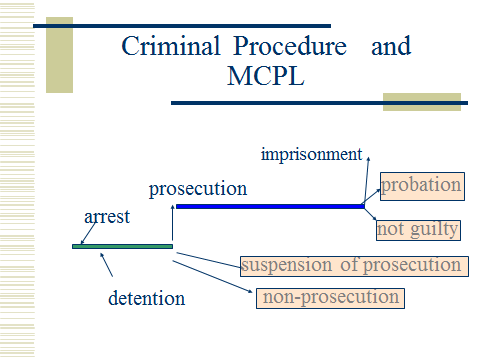 Criminal Procedure and
MCPL
imprisonment
probation
prosecution
arrest
not guilty
suspension of prosecution
detention
non-prosecution